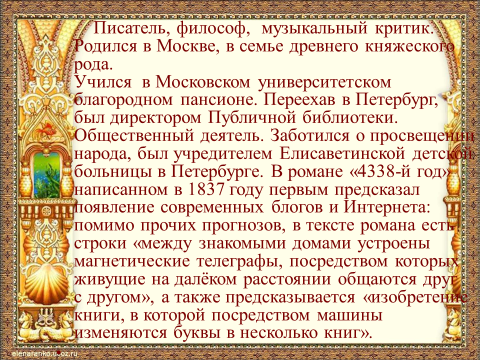 Писатель, философ,  музыкальный критик.
Родился в Москве, в семье древнего княжеского
рода.
Учился  в Московском университетском
благородном пансионе. Переехав в Петербург,
был директором Публичной библиотеки.
Общественный деятель. Заботился о просвещении
народа, был учредителем Елисаветинской детской
больницы в Петербурге. В романе «4338-й год»
написанном в 1837 году первым предсказал
появление современных блогов и Интернета:
помимо прочих прогнозов, в тексте романа есть
строки «между знакомыми домами устроены
магнетические телеграфы, посредством которых
живущие на далёком расстоянии общаются друг
с другом», а также предсказывается «изобретение
книги, в которой посредством машины
изменяются буквы в несколько книг».
elenaranko.ucoz.ru